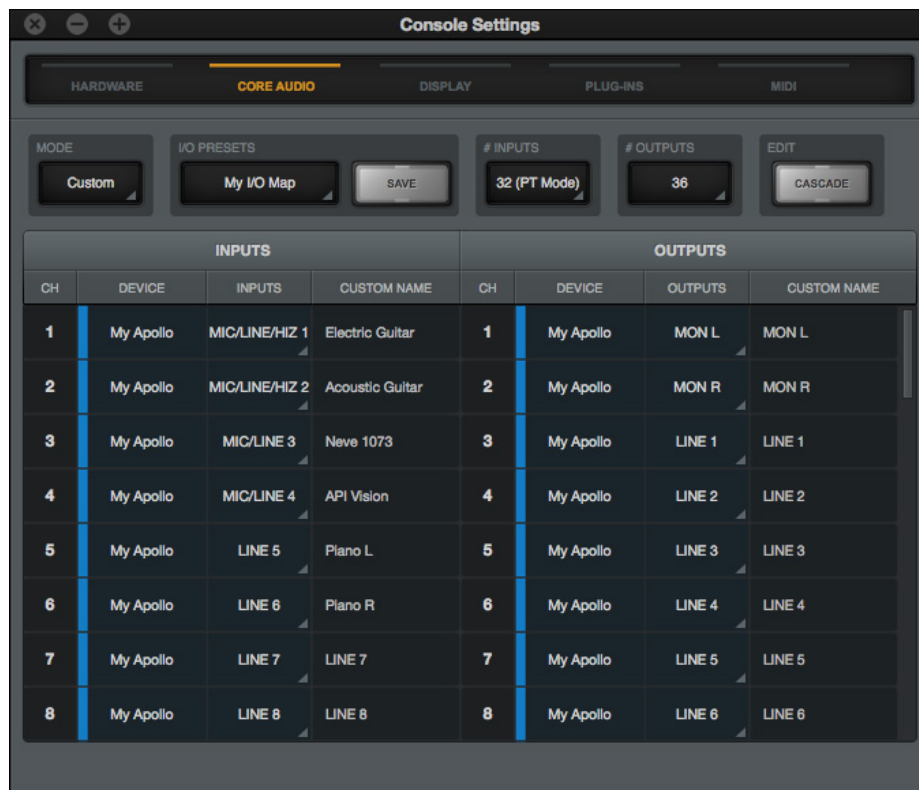 Console Settings
HARDWARE CORE AUDIO DISPLAY PLUG-INS MIDI
MODE I/O PRESETS # INPUTS # OUTPUTS EDIT
Custom My I/O Map SAVE 32 (PT Mode) 36 CASCADE
INPUTS OUTPUTS
CH DEVICE INPUTS CUSTOM NAME CH DEVICE OUTPUTS CUSTOM NAME
1 My Apollo MIC/LINE/HIZ 1 Electric Guitar 1 My Apollo MON L MON L
2 My Apollo MIC/LINE/HIZ 2 Acoustic Guitar 2 My Apollo MON R MON R
3 My Apollo MIC/LINE 3 Neve 1073 3 My Apollo LINE 1 LINE 1
4 My Apollo MIC/LINE 4 API Vision 4 My Apollo LINE 2 LINE 2
5 My Apollo LINE 5 Piano L 5 My Apollo LINE 3 LINE 3
6 My Apollo LINE 6 Piano R 6 My Apollo LINE 4 LINE 4
7 My Apollo LINE 7 LINE 7 7 My Apollo LINE 5 LINE 5
8 My Apollo LINE 8 LINE 8 8 My Apollo LINE 6 LINE 6